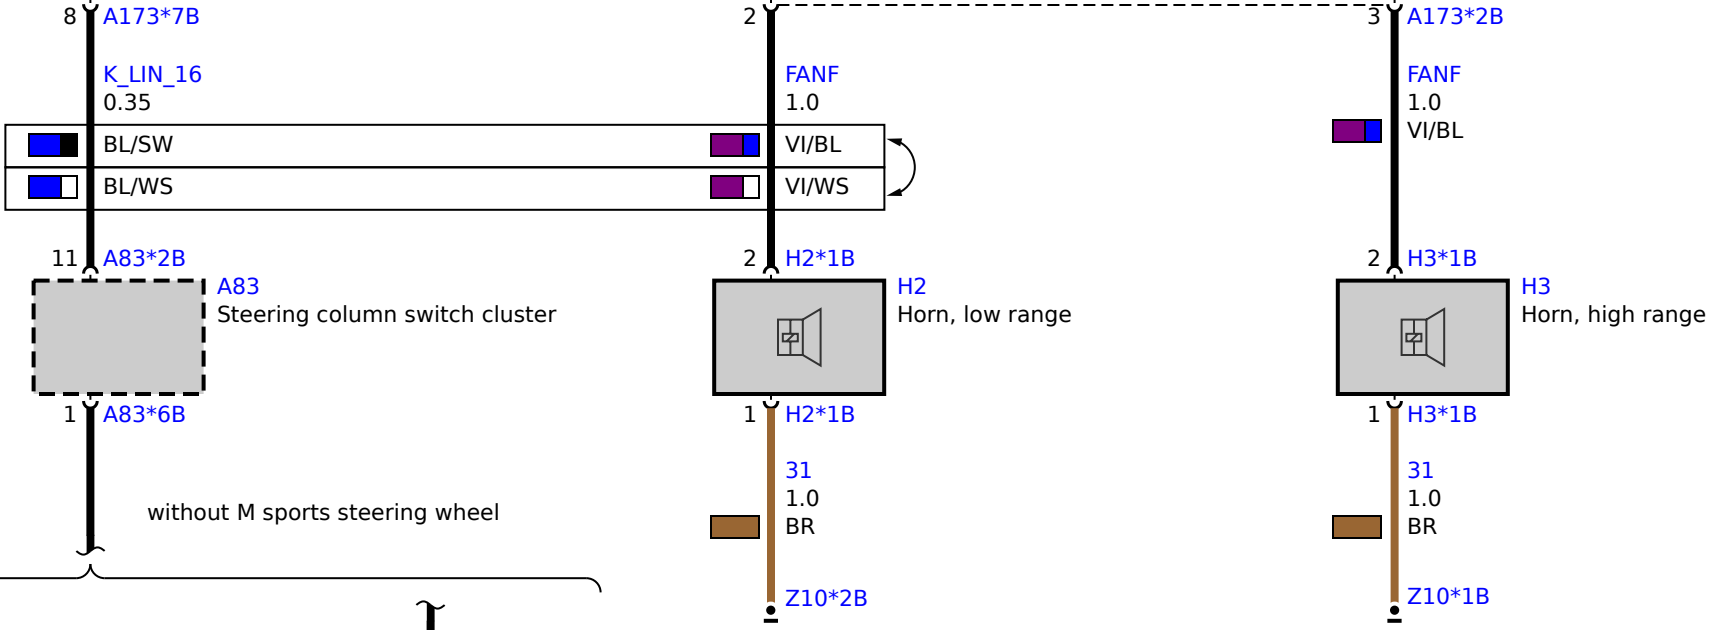 8 A173*7B 2 3 A173*2B
K_LIN_16 FANF FANF
0.35 1.0 1.0
BL/SW VI/BL VI/BL
BL/WS VI/WS
11 A83*2B 2 H2*1B 2 H3*1B
A83 H2 H3
Steering column switch cluster Horn, low range Horn, high range
1 A83*6B 1 H2*1B 1 H3*1B
31 31
without M sports steering wheel 1.0 1.0
BR BR
Z10*2B Z10*1B